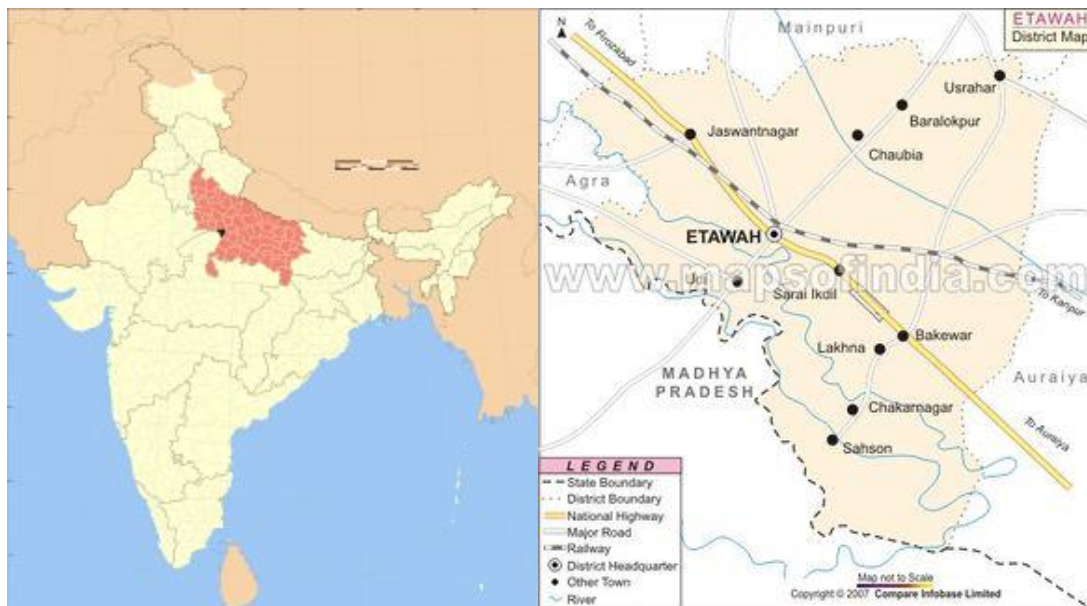 N
To Firozabad
Mainpuri
ETAWAH
District Map
Usrahar
Baralokpur
Jaswantnagar
Chaubia
Agra
ETAWAH
www.mapsofindia.com
Sarai Ikdil
To Kanpur
Bakewar
Lakhna
MADHYA
PRADESH
Auraiya
Chakarnagar
To Auraiya
Sahson
LEGEND
State Boundary
District Boundary
National Highway
Major Road
Railway
District Headquarter
Other Town
River
Map not to Scale
Copyright © 2007 Compare Infobase Limited